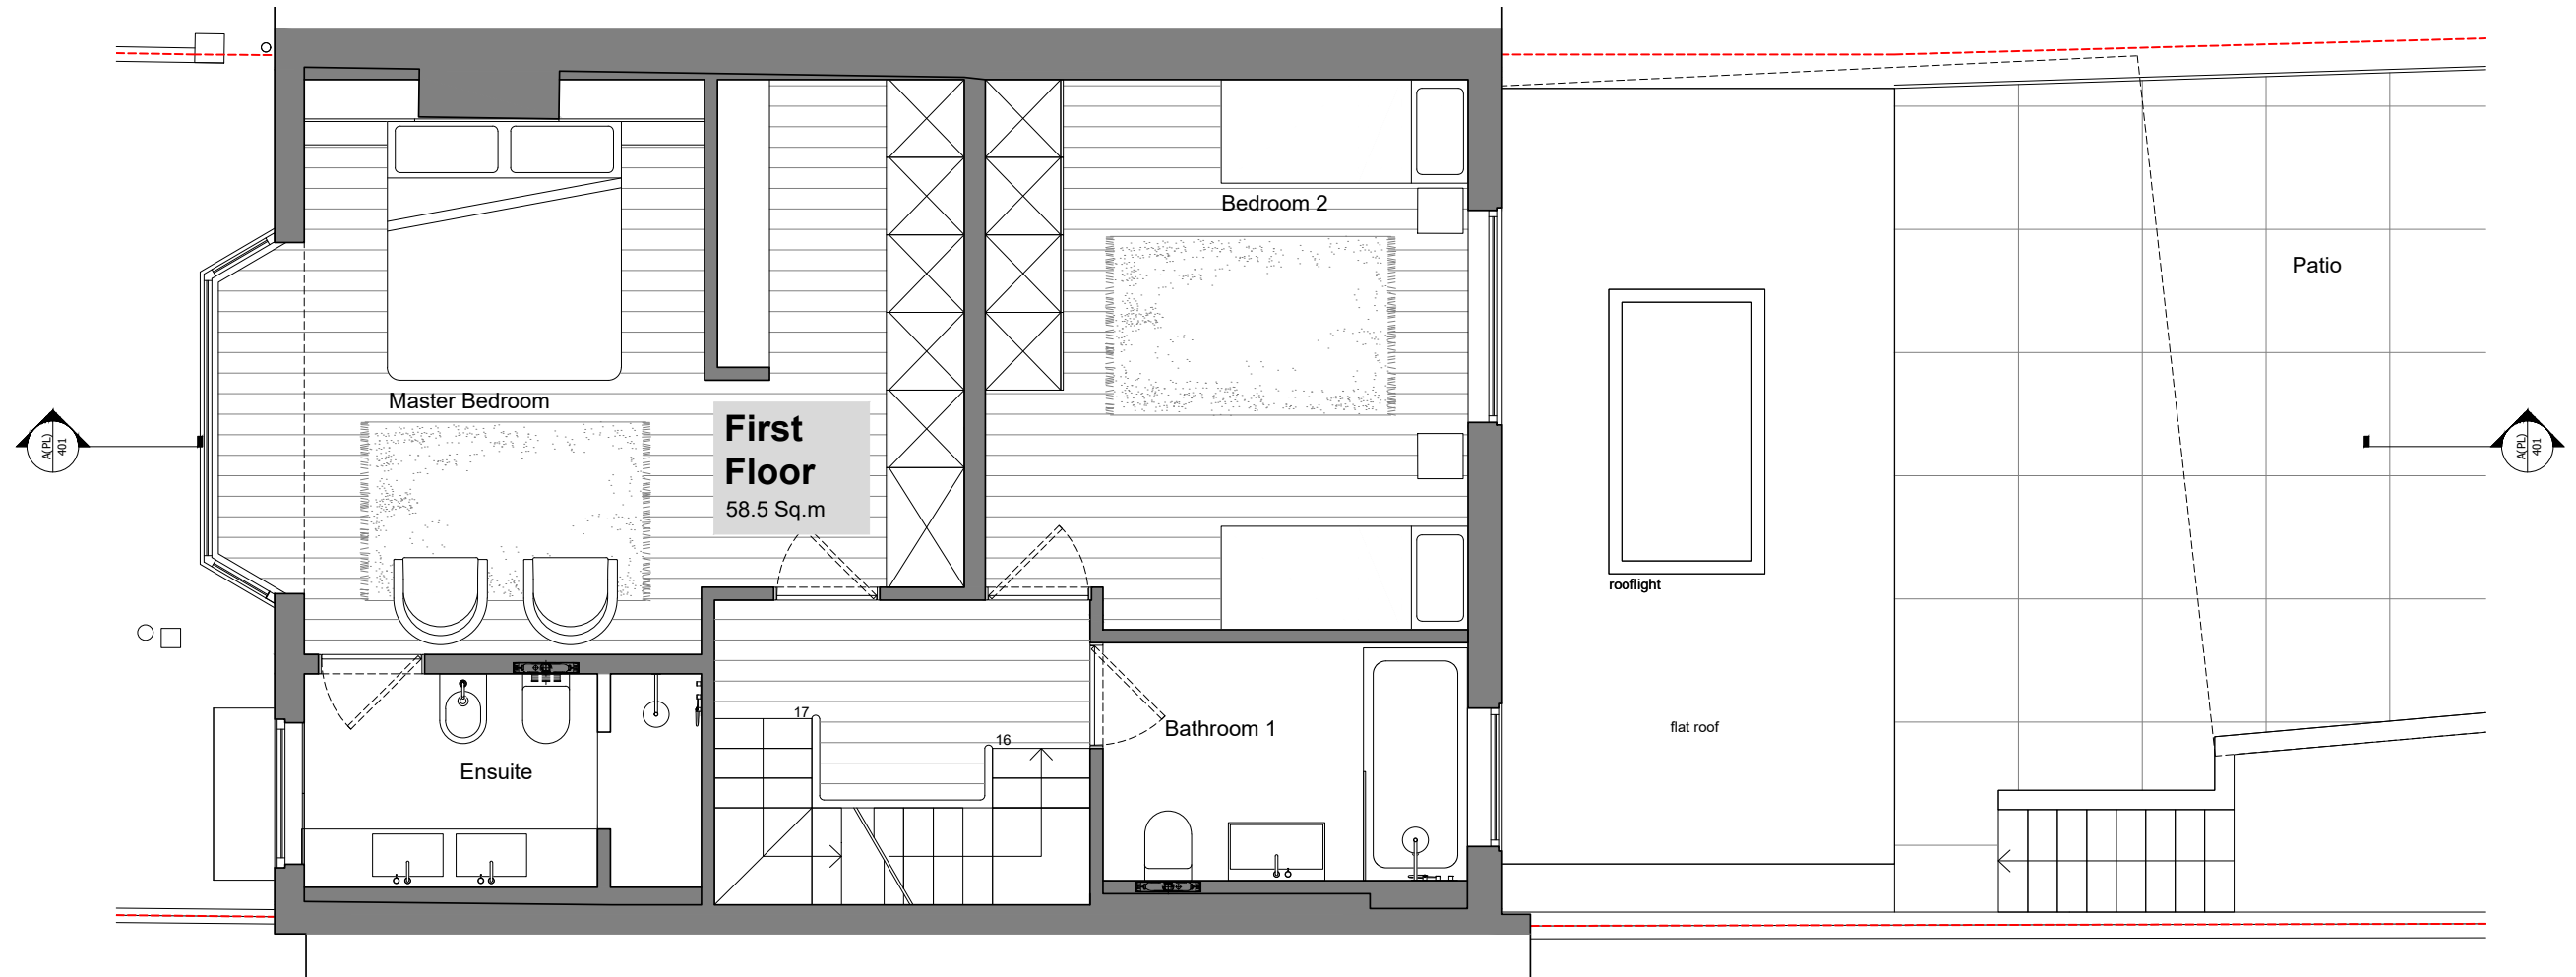 Bedroom 2
Patio
Master Bedroom
First
Floor
58.5 Sq.m
A(PL)
401
A(PL)
401
rooflight
17
16
Bathroom 1
flat roof
Ensuite